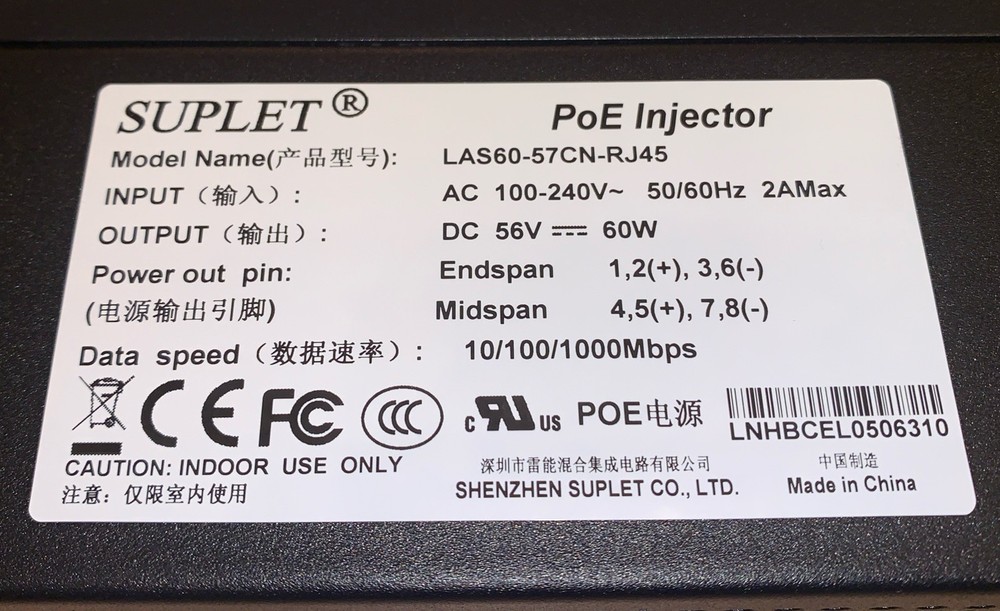 SUPLET ® PoE Injector
Model Name(产品型号): LAS60-57CN-RJ45
INPUT（输入）: AC 100-240V~ 50/60Hz 2AMax
OUTPUT（输出）: DC 56V ⎓ 60W
Power out pin: Endspan 1,2(+), 3,6(-)
(电源输出引脚) Midspan 4,5(+), 7,8(-)
Data speed（数据速率）: 10/100/1000Mbps
CE FC CCC c RU US POE电源
LNHBCEL0506310
CAUTION: INDOOR USE ONLY
注意：仅限室内使用
深圳市雷能混合集成电路有限公司
SHENZHEN SUPLET CO., LTD.
中国制造
Made in China